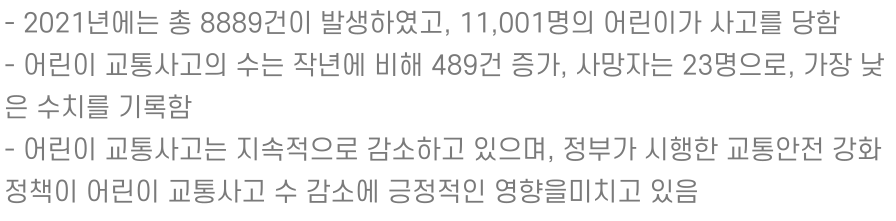 - 2021년에는 총 8889건이 발생하였고, 11,001명의 어린이가 사고를 당함
- 어린이 교통사고의 수는 작년에 비해 489건 증가, 사망자는 23명으로, 가장 낮
은 수치를 기록함
- 어린이 교통사고는 지속적으로 감소하고 있으며, 정부가 시행한 교통안전 강화
정책이 어린이 교통사고 수 감소에 긍정적인 영향을미치고 있음